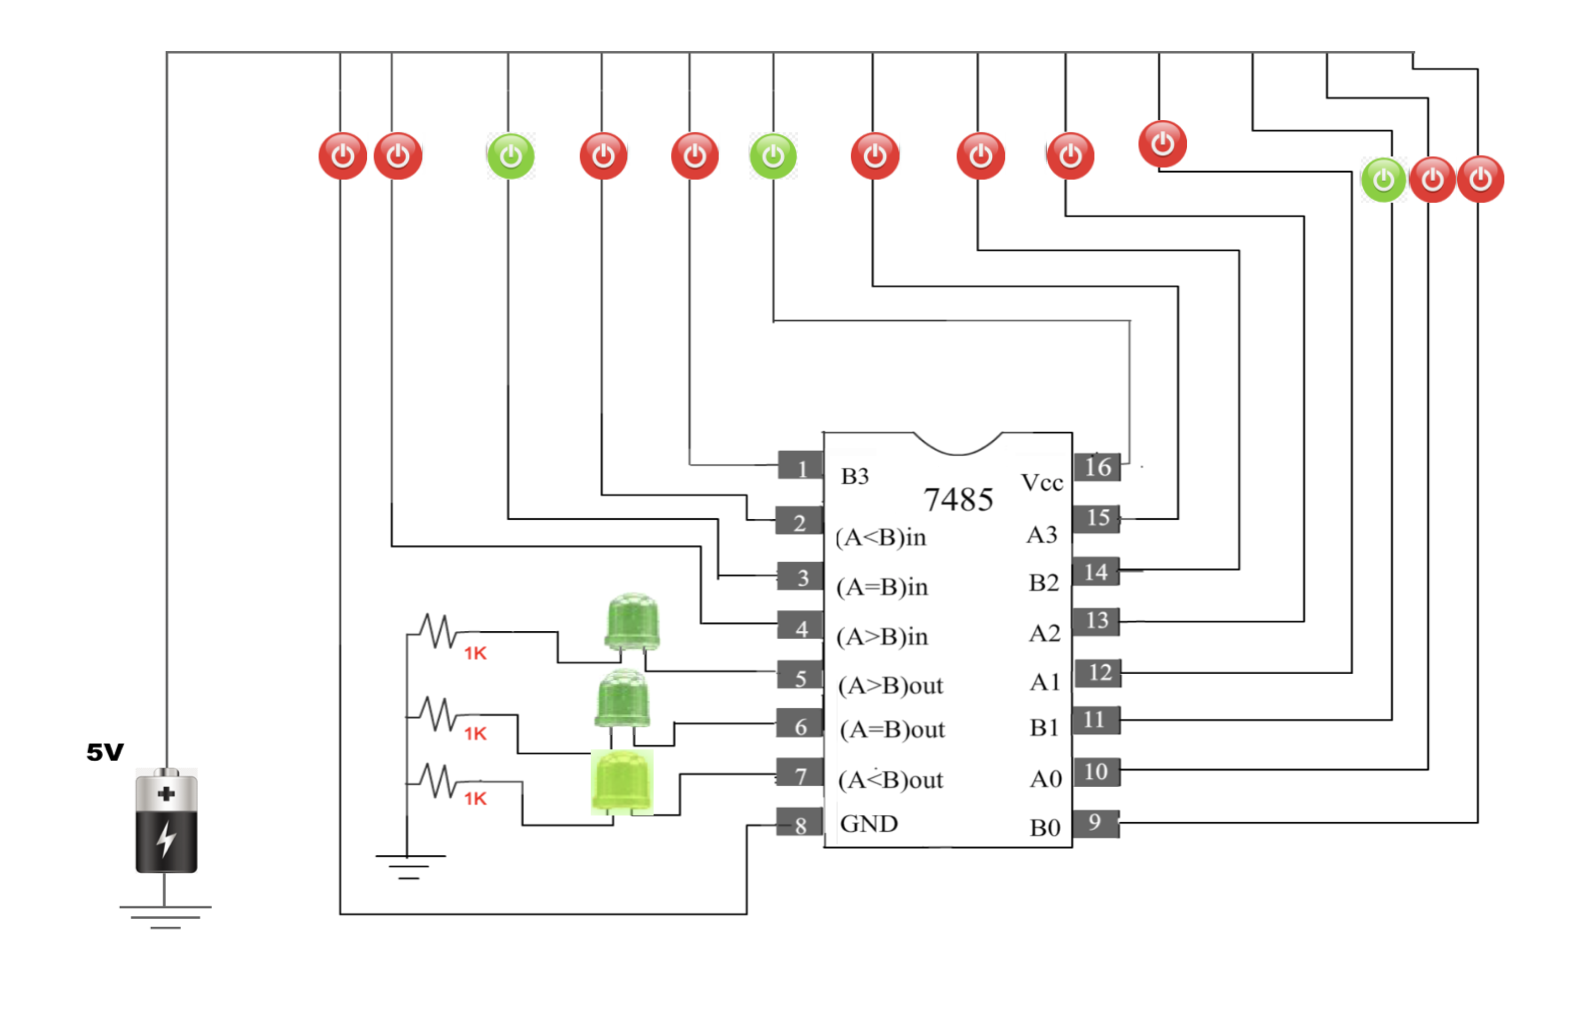 1
B3
7485
Vcc
16
2
(A<B)in
A3
15
3
(A=B)in
B2
14
4
(A>B)in
A2
13
1K
5
(A>B)out
A1
12
1K
6
(A=B)out
B1
11
5V
1K
7
(A<B)out
A0
10
8
GND
B0
9